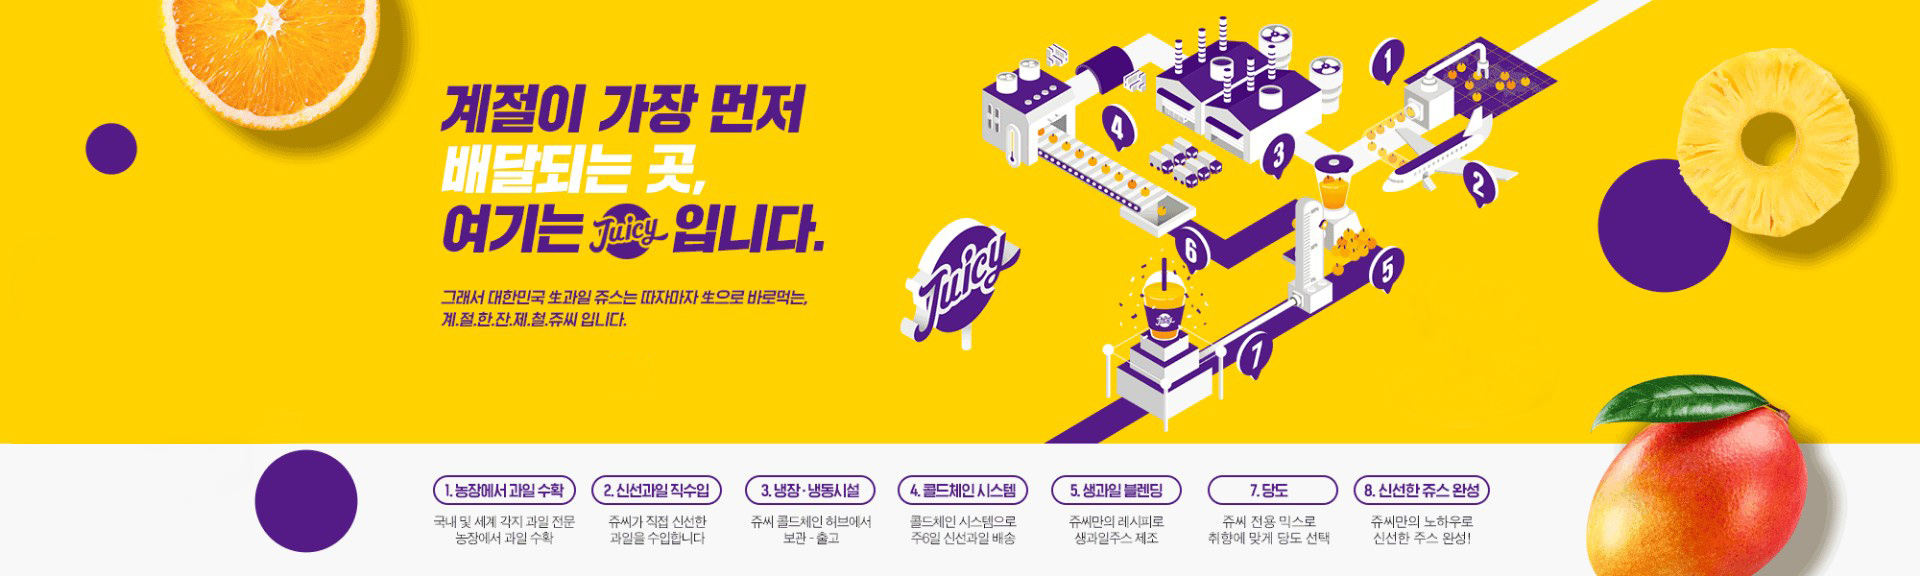 계절이 가장 먼저
배달되는 곳,
여기는 Juicy 입니다.
그래서 대한민국 生과일 쥬스는 따자마자 生으로 바로먹는,
계.절.한.잔.제.철.쥬씨 입니다.
Juicy
1
2
3
4
5
6
7
Juicy
1. 농장에서 과일 수확
국내 및 세계 각지 과일 전문
농장에서 과일 수확
2. 신선과일 직수입
쥬씨가 직접 신선한
과일을 수입합니다
3. 냉장·냉동시설
쥬씨 콜드체인 허브에서
보관 - 출고
4. 콜드체인 시스템
콜드체인 시스템으로
주6일 신선과일 배송
5. 생과일 블렌딩
쥬씨만의 레시피로
생과일주스 제조
7. 당도
쥬씨 전용 믹스로
취향에 맞게 당도 선택
8. 신선한 쥬스 완성
쥬씨만의 노하우로
신선한 주스 완성!